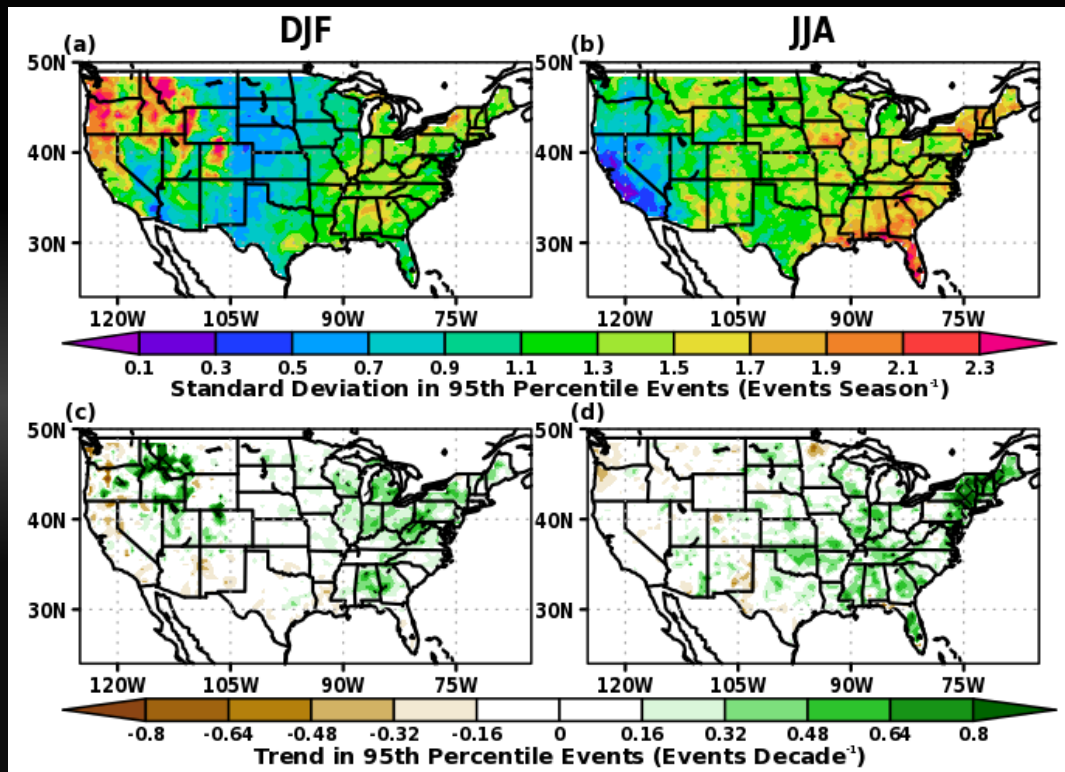 DJF JJA
(a) (b)
50N 50N
40N 40N
30N 30N
120W 105W 90W 75W 120W 105W 90W 75W
0.1 0.3 0.5 0.7 0.9 1.1 1.3 1.5 1.7 1.9 2.1 2.3
Standard Deviation in 95th Percentile Events (Events Season⁻¹)
(c) (d)
50N 50N
40N 40N
30N 30N
120W 105W 90W 75W 120W 105W 90W 75W
-0.8 -0.64 -0.48 -0.32 -0.16 0 0.16 0.32 0.48 0.64 0.8
Trend in 95th Percentile Events (Events Decade⁻¹)